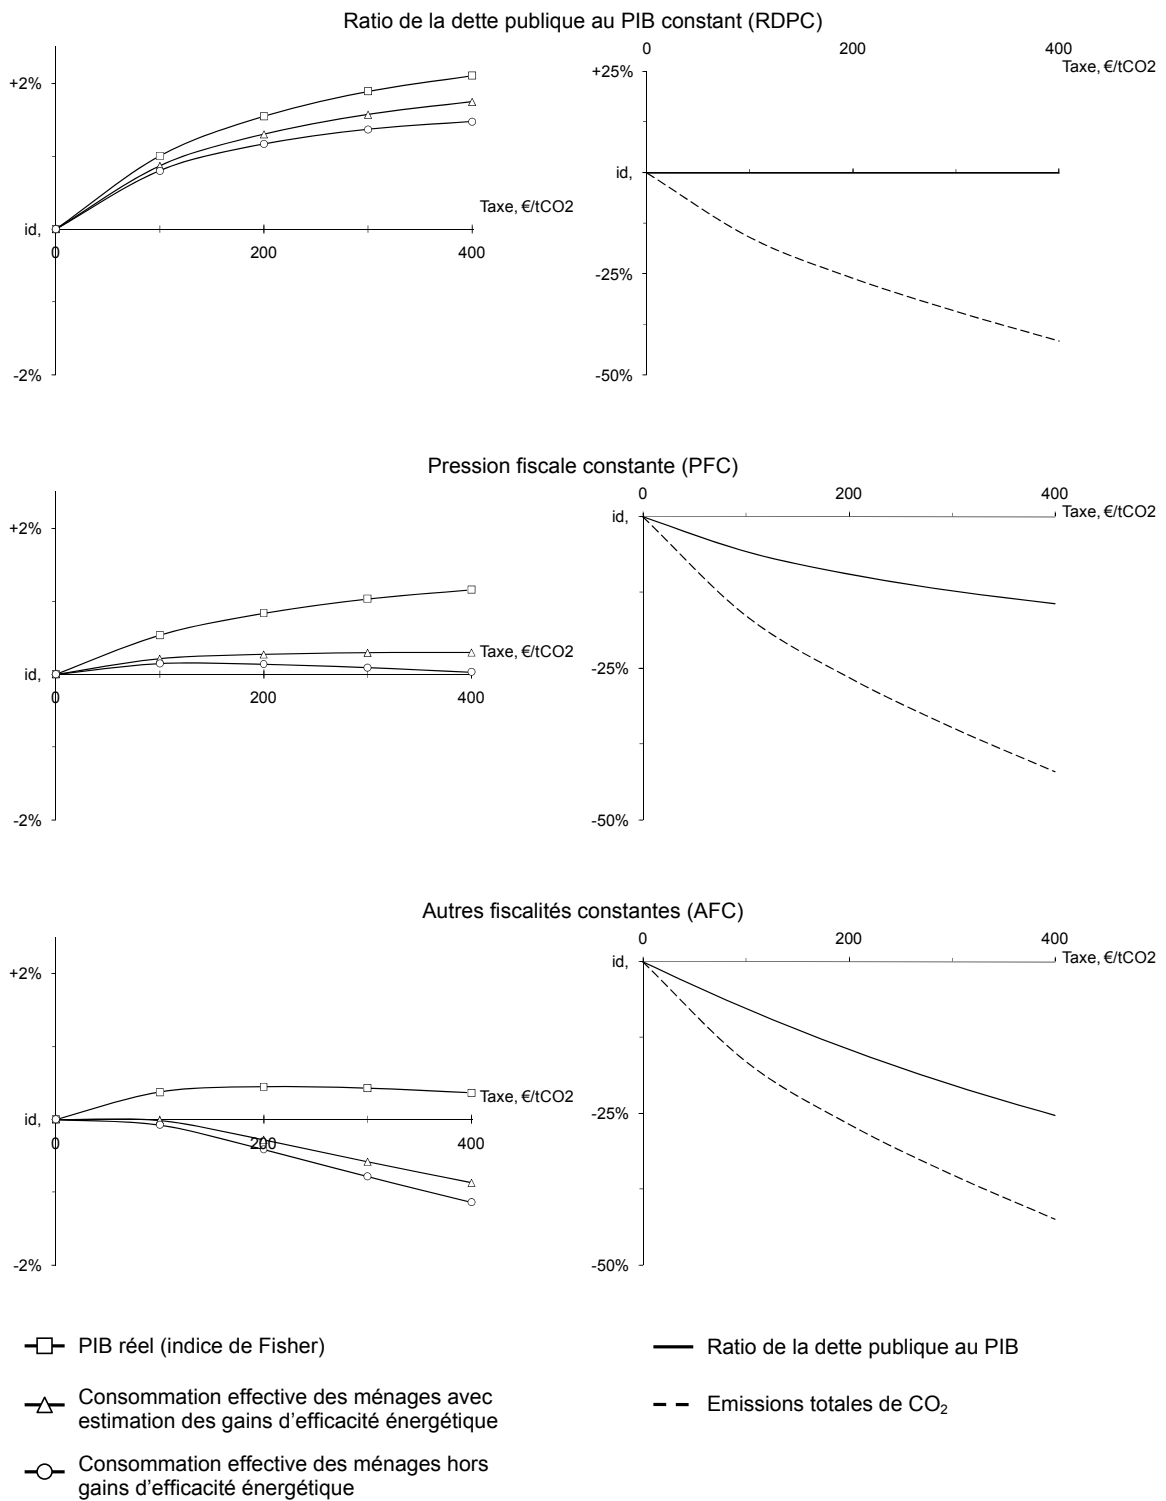 Ratio de la dette publique au PIB constant (RDPC)
+2%
Taxe, €/tCO2
id,
0
200
400
-2%
0
200
400
Taxe, €/tCO2
+25%
id,
-25%
-50%
Pression fiscale constante (PFC)
+2%
Taxe, €/tCO2
id,
0
200
400
-2%
0
200
400
id,
Taxe, €/tCO2
-25%
-50%
Autres fiscalités constantes (AFC)
+2%
Taxe, €/tCO2
id,
0
200
400
-2%
0
200
400
id,
Taxe, €/tCO2
-25%
-50%
PIB réel (indice de Fisher)
Consommation effective des ménages avec
estimation des gains d'efficacité énergétique
Consommation effective des ménages hors
gains d'efficacité énergétique
Ratio de la dette publique au PIB
Emissions totales de CO₂